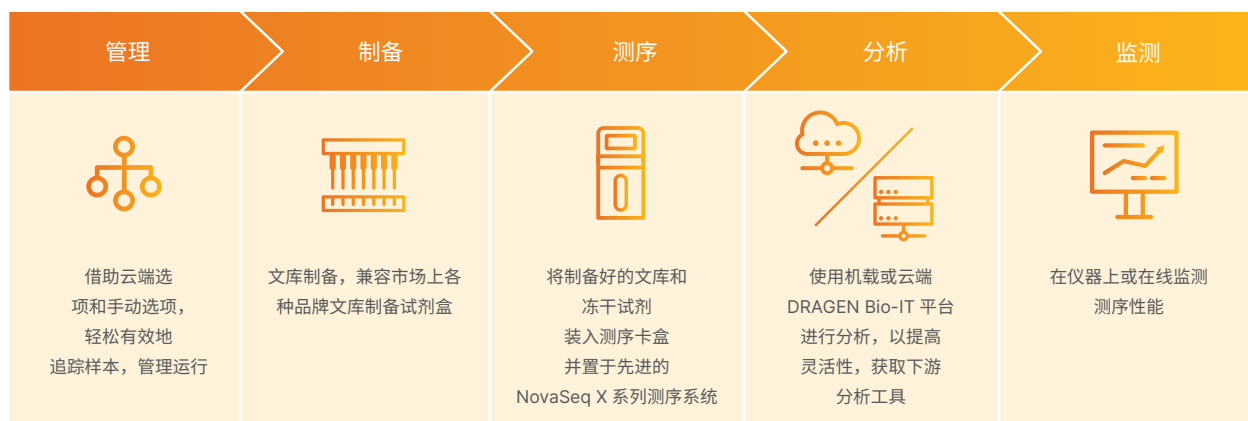 管理
制备
测序
分析
监测
借助云端选
项和手动选项，
轻松有效地
追踪样本，管理运行
文库制备，兼容市场上各
种品牌文库制备试剂盒
将制备好的文库和
冻干试剂
装入测序卡盒
并置于先进的
NovaSeq X 系列测序系统
使用机载或云端
DRAGEN Bio-IT 平台
进行分析，以提高
灵活性，获取下游
分析工具
在仪器上或在线监测
测序性能